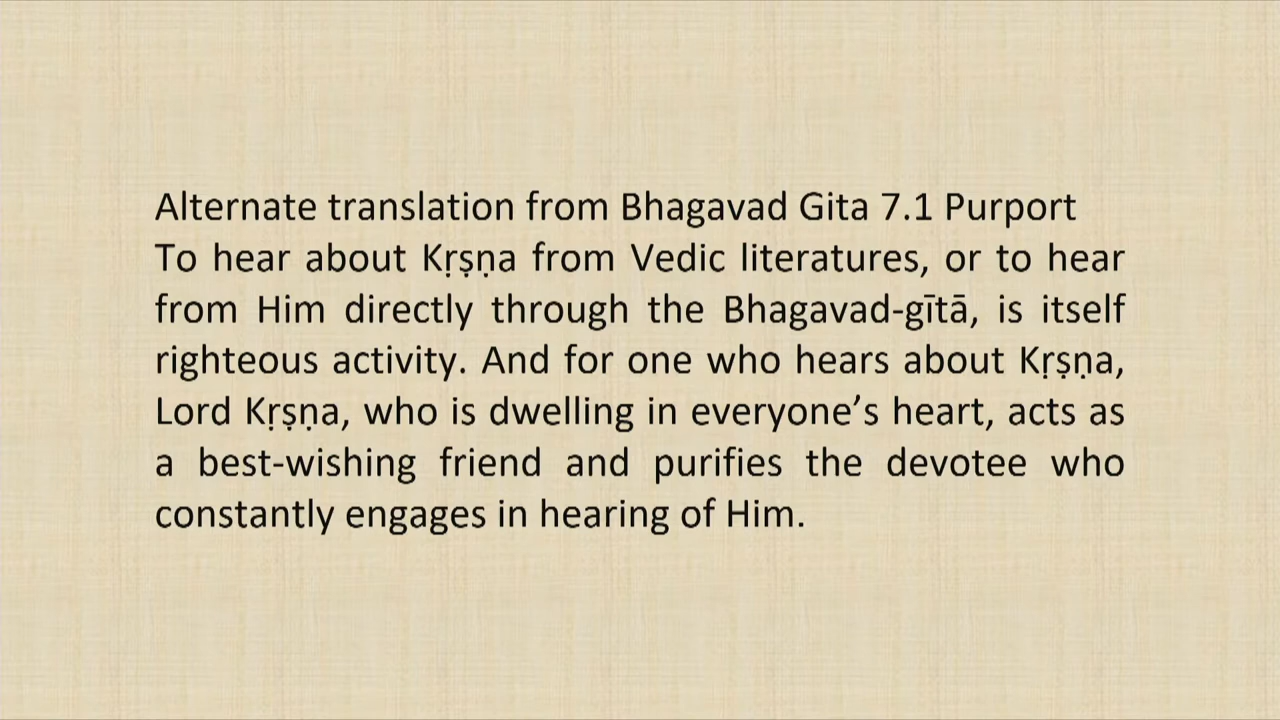 Alternate translation from Bhagavad Gita 7.1 Purport
To hear about Kṛṣṇa from Vedic literatures, or to hear
from Him directly through the Bhagavad-gītā, is itself
righteous activity. And for one who hears about Kṛṣṇa,
Lord Kṛṣṇa, who is dwelling in everyone’s heart, acts as
a best-wishing friend and purifies the devotee who
constantly engages in hearing of Him.